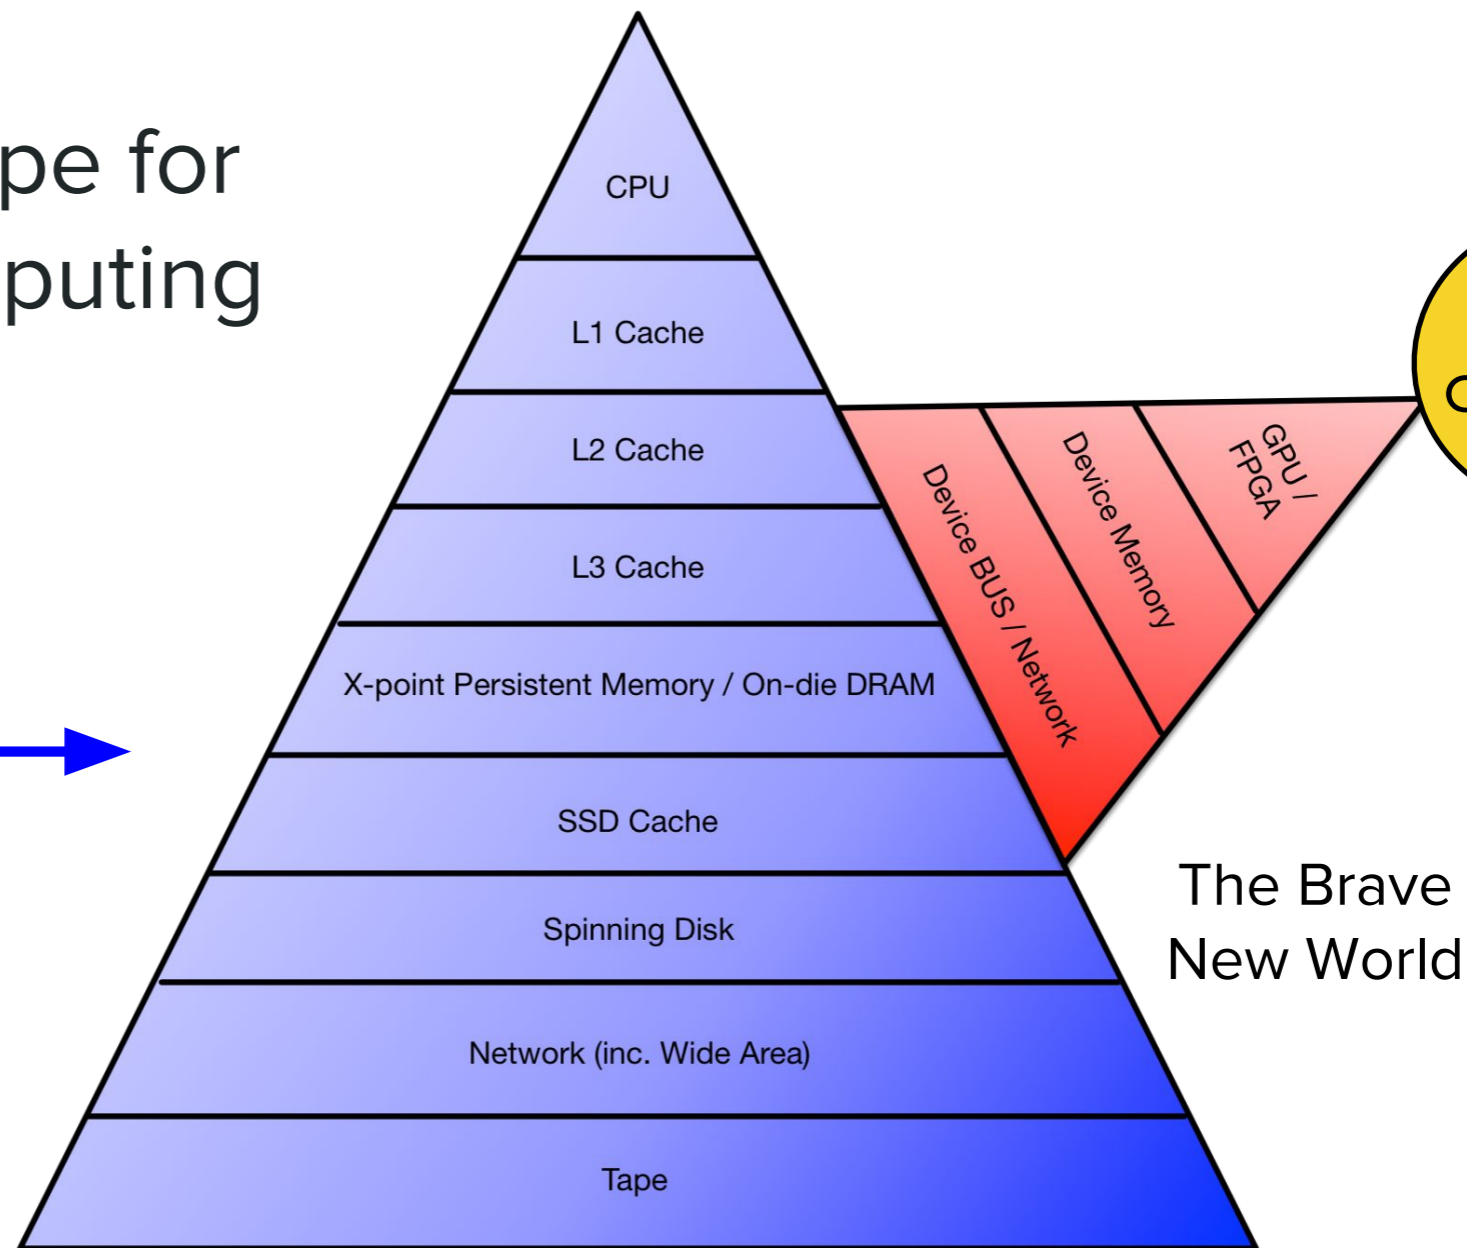 pe for
puting
CPU
L1 Cache
L2 Cache
L3 Cache
X-point Persistent Memory / On-die DRAM
SSD Cache
Spinning Disk
Network (inc. Wide Area)
Tape
Device BUS / Network
Device Memory
GPU /
FPGA
The Brave
New World